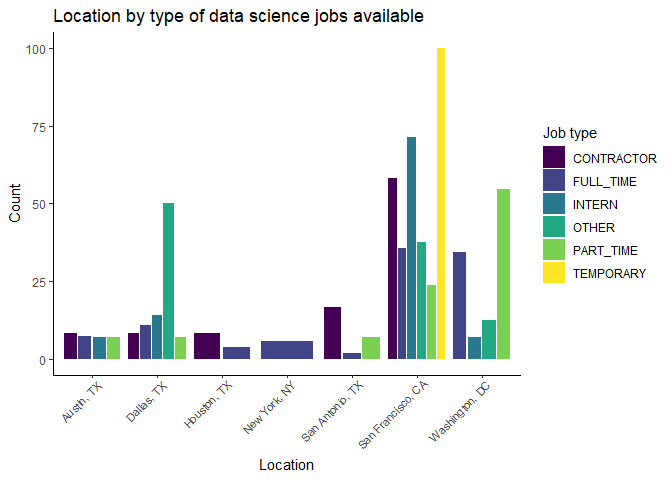 Location by type of data science jobs available
Count
100
75
50
25
0
Austin, TX
Dallas, TX
Houston, TX
New York, NY
San Antonio, TX
San Francisco, CA
Washington, DC
Location
Job type
CONTRACTOR
FULL_TIME
INTERN
OTHER
PART_TIME
TEMPORARY